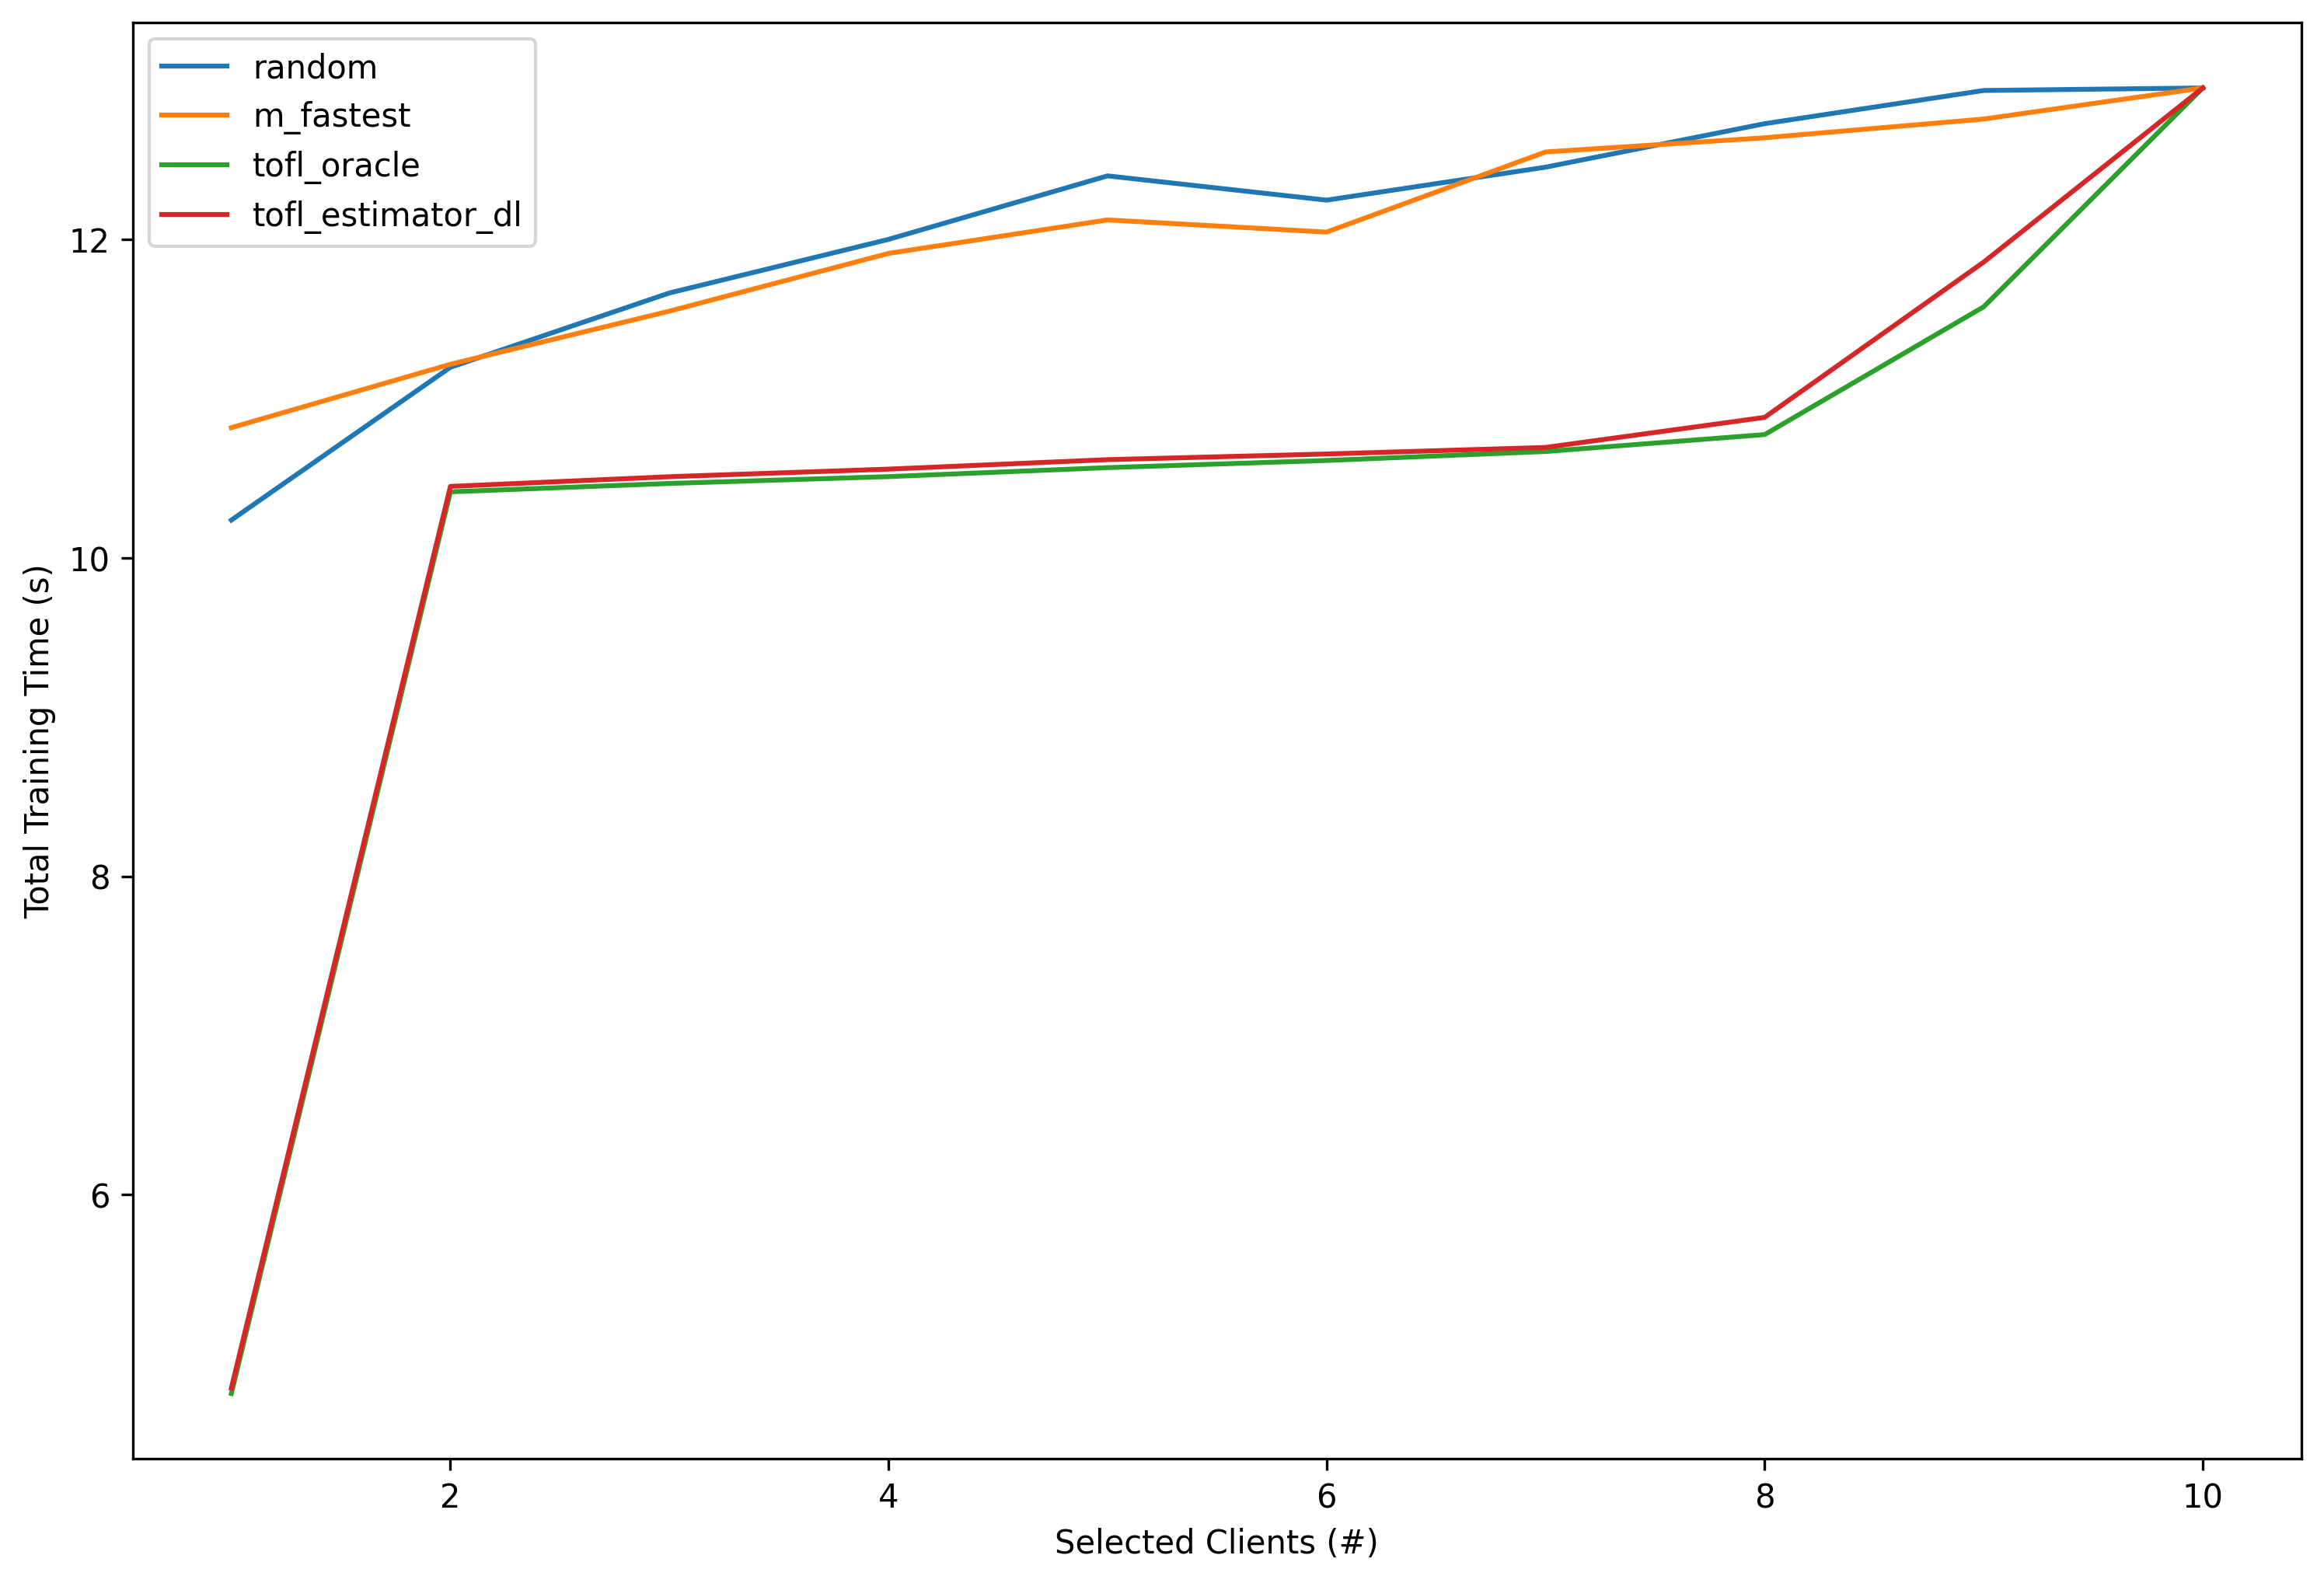 random
m_fastest
tofl_oracle
tofl_estimator_dl
12
10
8
6
Total Training Time (s)
2 4 6 8 10
Selected Clients (#)